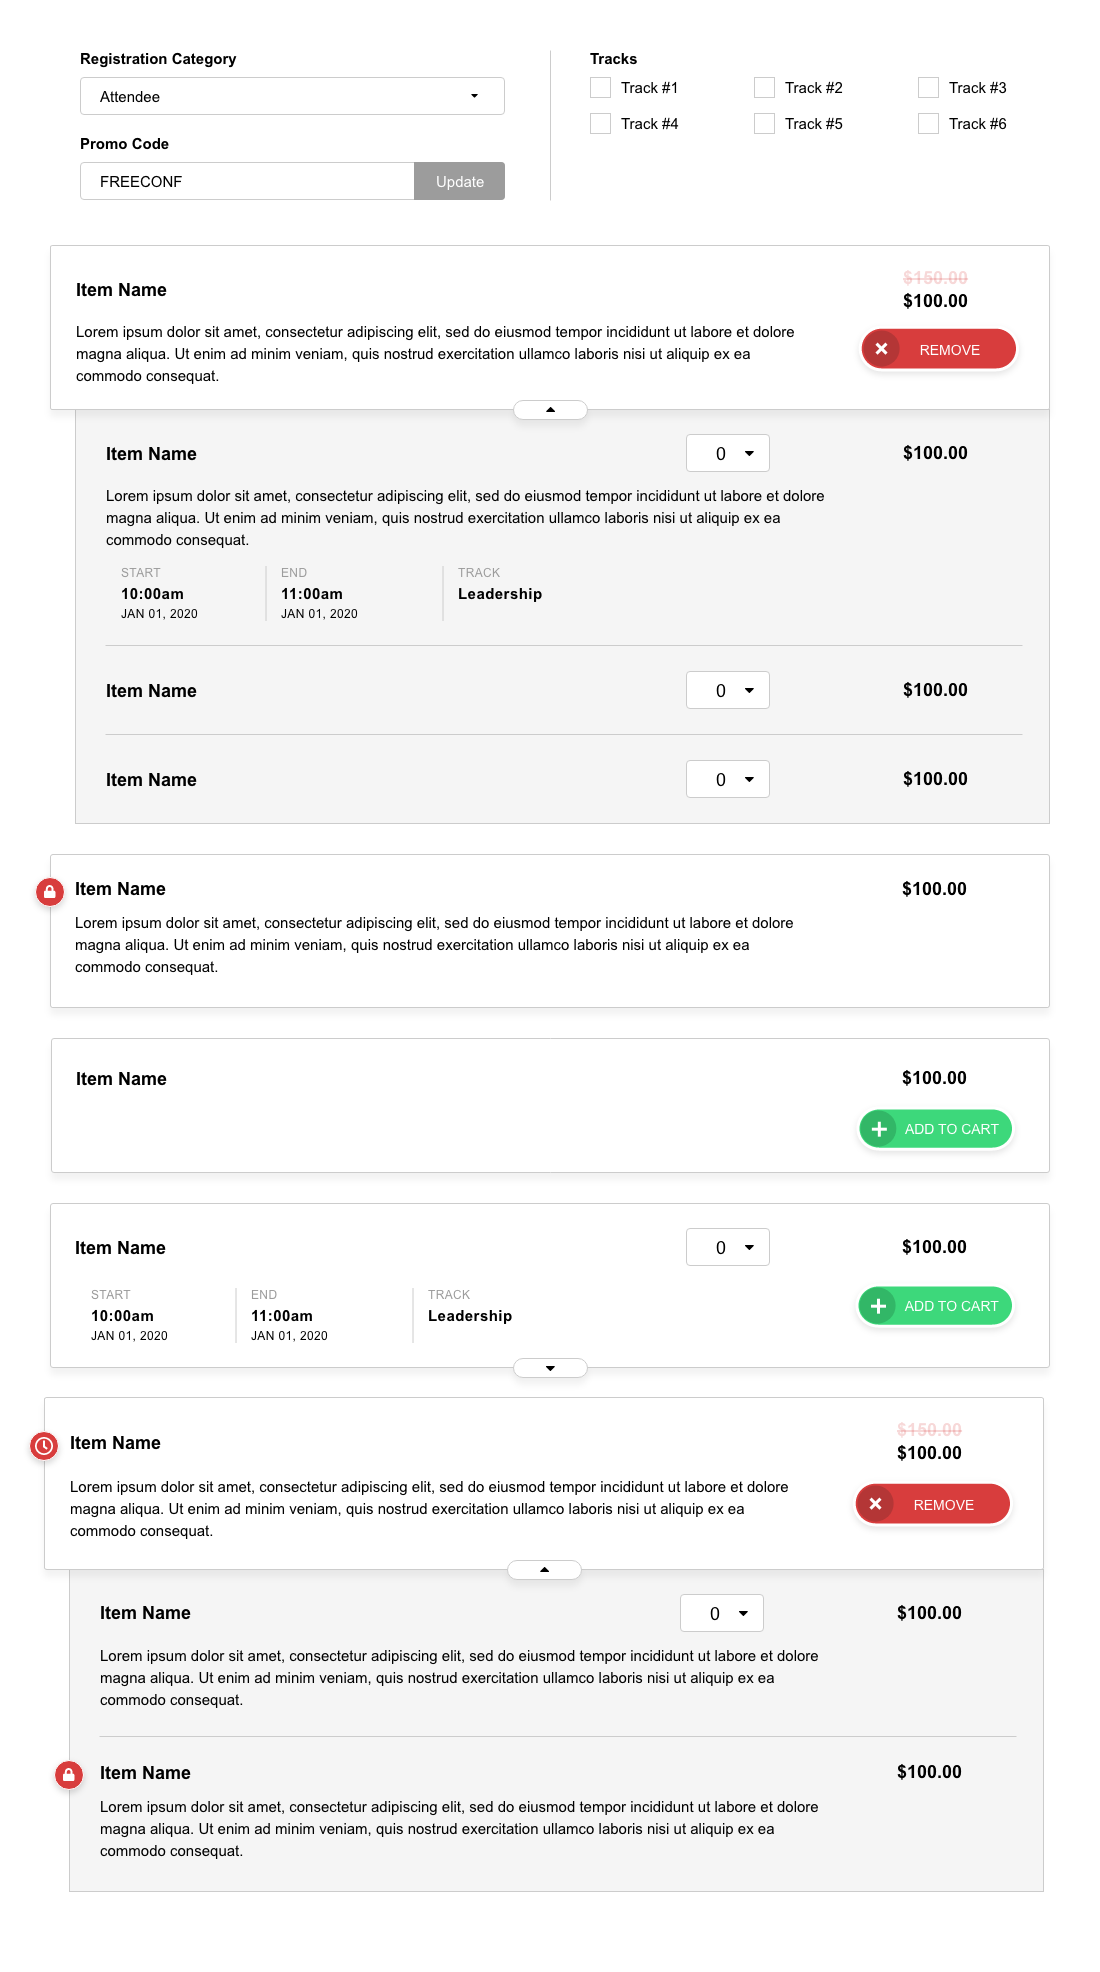 Registration Category
Attendee
Promo Code
FREECONF Update
Tracks
Track #1 Track #2 Track #3
Track #4 Track #5 Track #6
Item Name
$150.00
$100.00
Lorem ipsum dolor sit amet, consectetur adipiscing elit, sed do eiusmod tempor incididunt ut labore et dolore
magna aliqua. Ut enim ad minim veniam, quis nostrud exercitation ullamco laboris nisi ut aliquip ex ea
commodo consequat.
REMOVE
Item Name 0 $100.00
Lorem ipsum dolor sit amet, consectetur adipiscing elit, sed do eiusmod tempor incididunt ut labore et dolore
magna aliqua. Ut enim ad minim veniam, quis nostrud exercitation ullamco laboris nisi ut aliquip ex ea
commodo consequat.
START END TRACK
10:00am 11:00am Leadership
JAN 01, 2020 JAN 01, 2020
Item Name 0 $100.00
Item Name 0 $100.00
Item Name $100.00
Lorem ipsum dolor sit amet, consectetur adipiscing elit, sed do eiusmod tempor incididunt ut labore et dolore
magna aliqua. Ut enim ad minim veniam, quis nostrud exercitation ullamco laboris nisi ut aliquip ex ea
commodo consequat.
Item Name $100.00
ADD TO CART
Item Name 0 $100.00
START END TRACK
10:00am 11:00am Leadership
JAN 01, 2020 JAN 01, 2020
ADD TO CART
Item Name
$150.00
$100.00
Lorem ipsum dolor sit amet, consectetur adipiscing elit, sed do eiusmod tempor incididunt ut labore et dolore
magna aliqua. Ut enim ad minim veniam, quis nostrud exercitation ullamco laboris nisi ut aliquip ex ea
commodo consequat.
REMOVE
Item Name 0 $100.00
Lorem ipsum dolor sit amet, consectetur adipiscing elit, sed do eiusmod tempor incididunt ut labore et dolore
magna aliqua. Ut enim ad minim veniam, quis nostrud exercitation ullamco laboris nisi ut aliquip ex ea
commodo consequat.
Item Name $100.00
Lorem ipsum dolor sit amet, consectetur adipiscing elit, sed do eiusmod tempor incididunt ut labore et dolore
magna aliqua. Ut enim ad minim veniam, quis nostrud exercitation ullamco laboris nisi ut aliquip ex ea
commodo consequat.